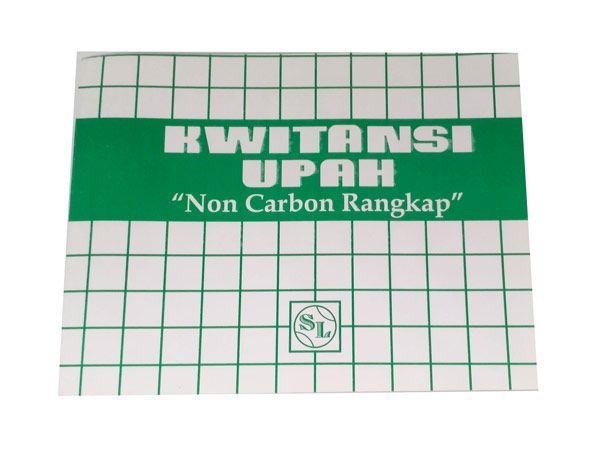 KWITANSI
UPAH
“Non Carbon Rangkap”
SL